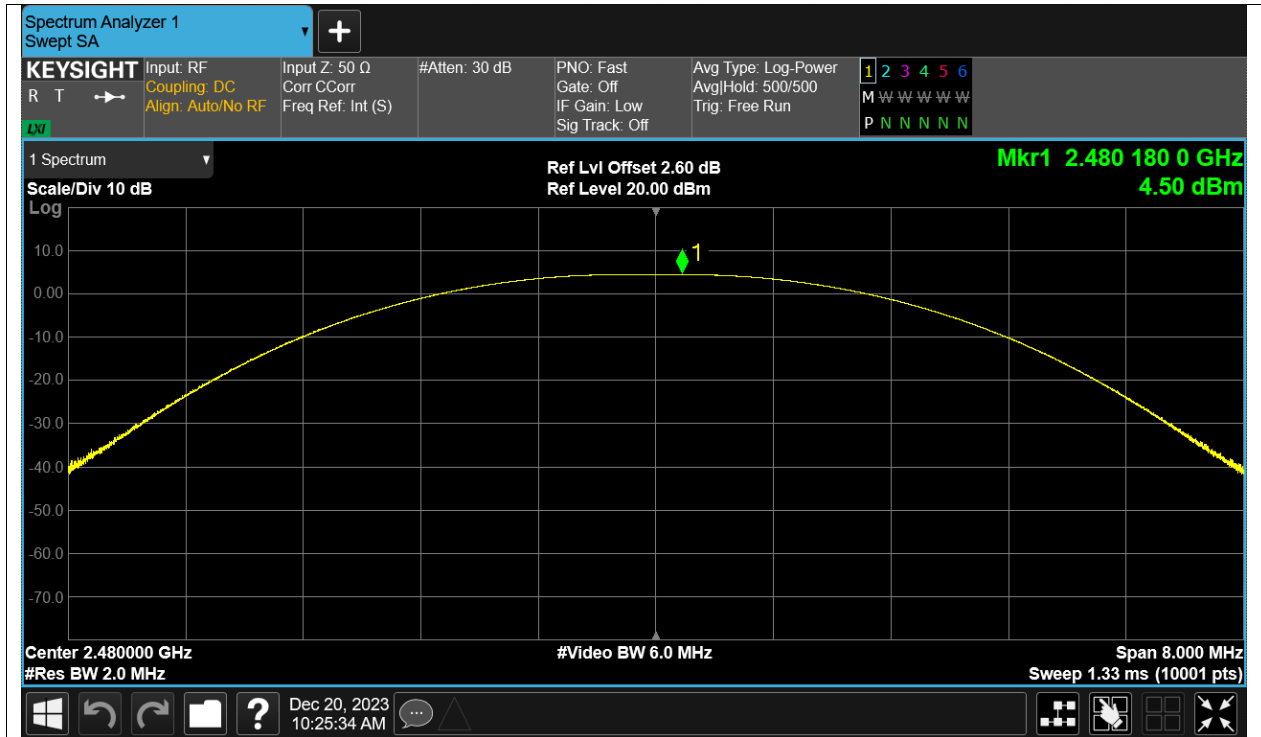 Spectrum Analyzer 1
Swept SA
+
KEYSIGHT
R T
LXI
Input: RF
Coupling: DC
Align: Auto/No RF
Input Z: 50 Ω
Corr CCorr
Freq Ref: Int (S)
#Atten: 30 dB
PNO: Fast
Gate: Off
IF Gain: Low
Sig Track: Off
Avg Type: Log-Power
Avg|Hold: 500/500
Trig: Free Run
1 2 3 4 5 6
M W W W W W W
P N N N N N N
1 Spectrum
Scale/Div 10 dB
Log
Ref Lvl Offset 2.60 dB
Ref Level 20.00 dBm
Mkr1 2.480 180 0 GHz
4.50 dBm
1
10.0
0.00
-10.0
-20.0
-30.0
-40.0
-50.0
-60.0
-70.0
Center 2.480000 GHz
#Res BW 2.0 MHz
#Video BW 6.0 MHz
Span 8.000 MHz
Sweep 1.33 ms (10001 pts)
?
Dec 20, 2023
10:25:34 AM